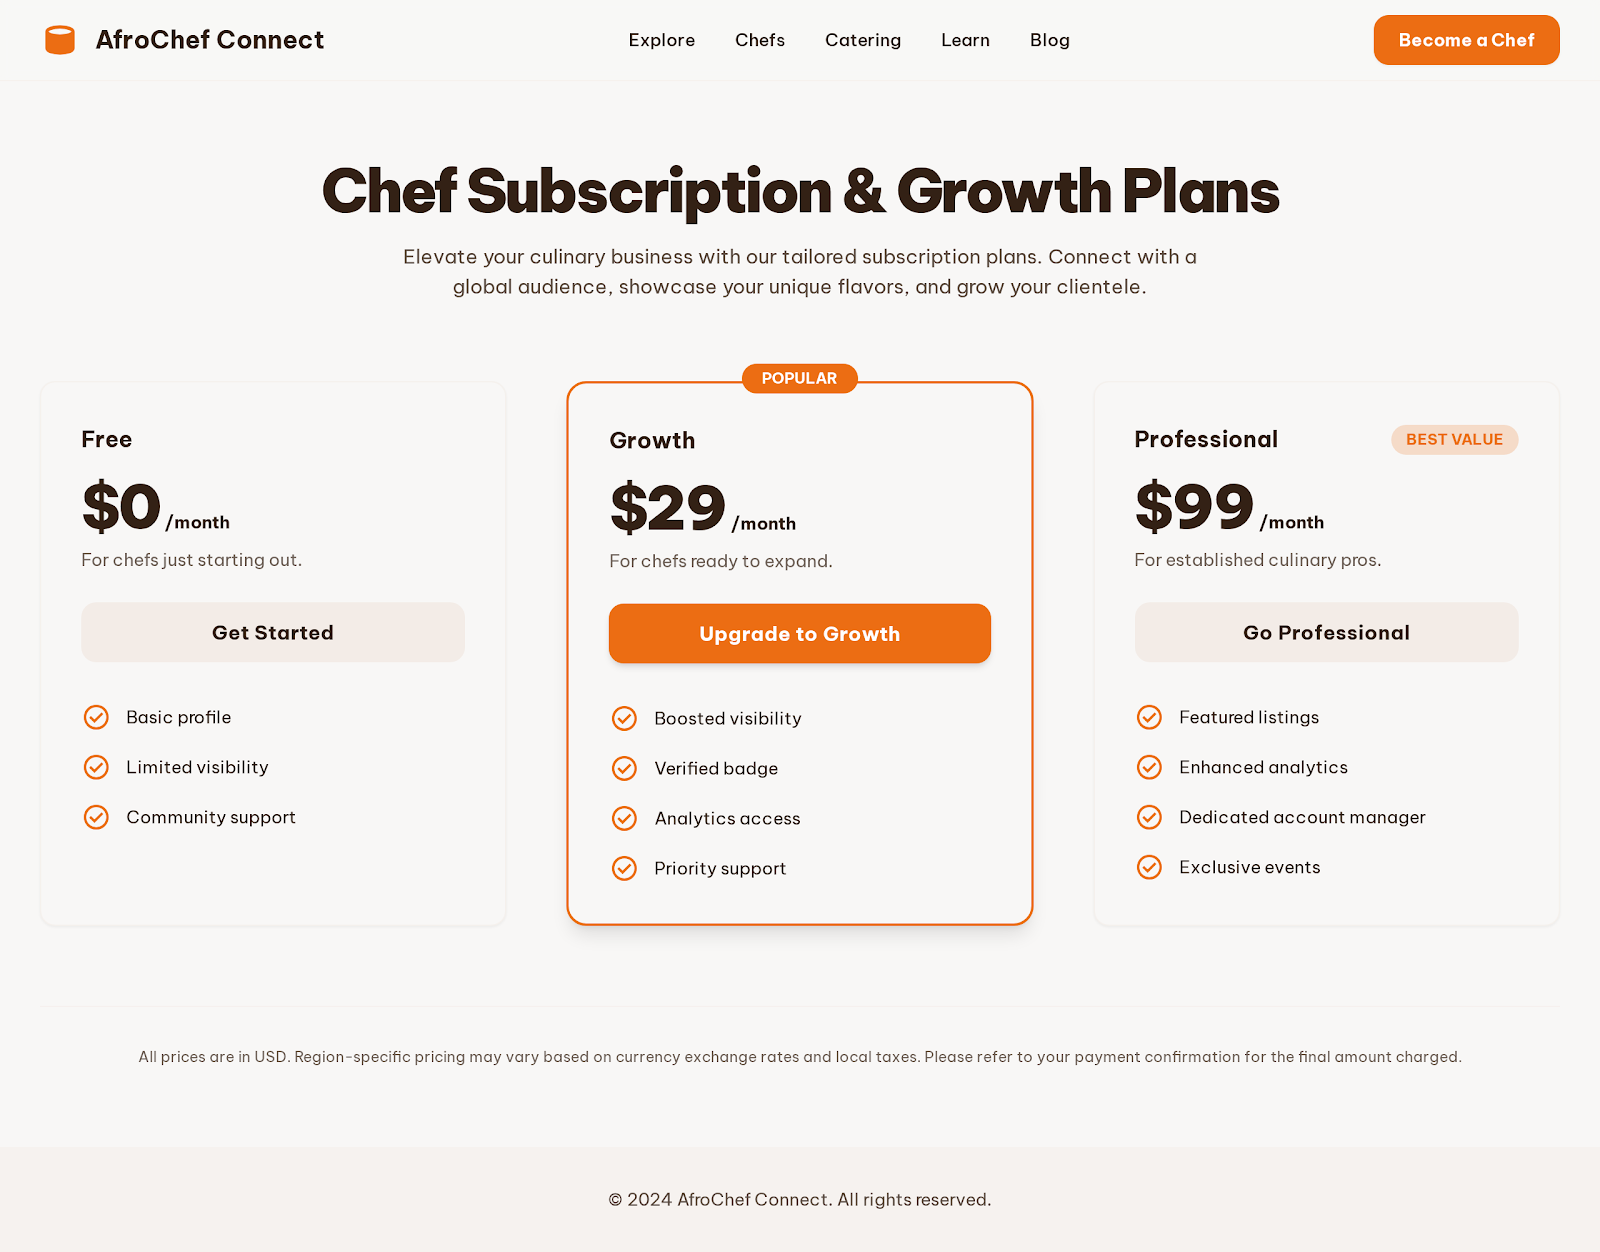 AfroChef Connect
Explore
Chefs
Catering
Learn
Blog
Become a Chef
Chef Subscription & Growth Plans
Elevate your culinary business with our tailored subscription plans. Connect with a
global audience, showcase your unique flavors, and grow your clientele.
Free
$0 /month
For chefs just starting out.
Get Started
Basic profile
Limited visibility
Community support
POPULAR
Growth
$29 /month
For chefs ready to expand.
Upgrade to Growth
Boosted visibility
Verified badge
Analytics access
Priority support
Professional
BEST VALUE
$99 /month
For established culinary pros.
Go Professional
Featured listings
Enhanced analytics
Dedicated account manager
Exclusive events
All prices are in USD. Region-specific pricing may vary based on currency exchange rates and local taxes. Please refer to your payment confirmation for the final amount charged.
© 2024 AfroChef Connect. All rights reserved.